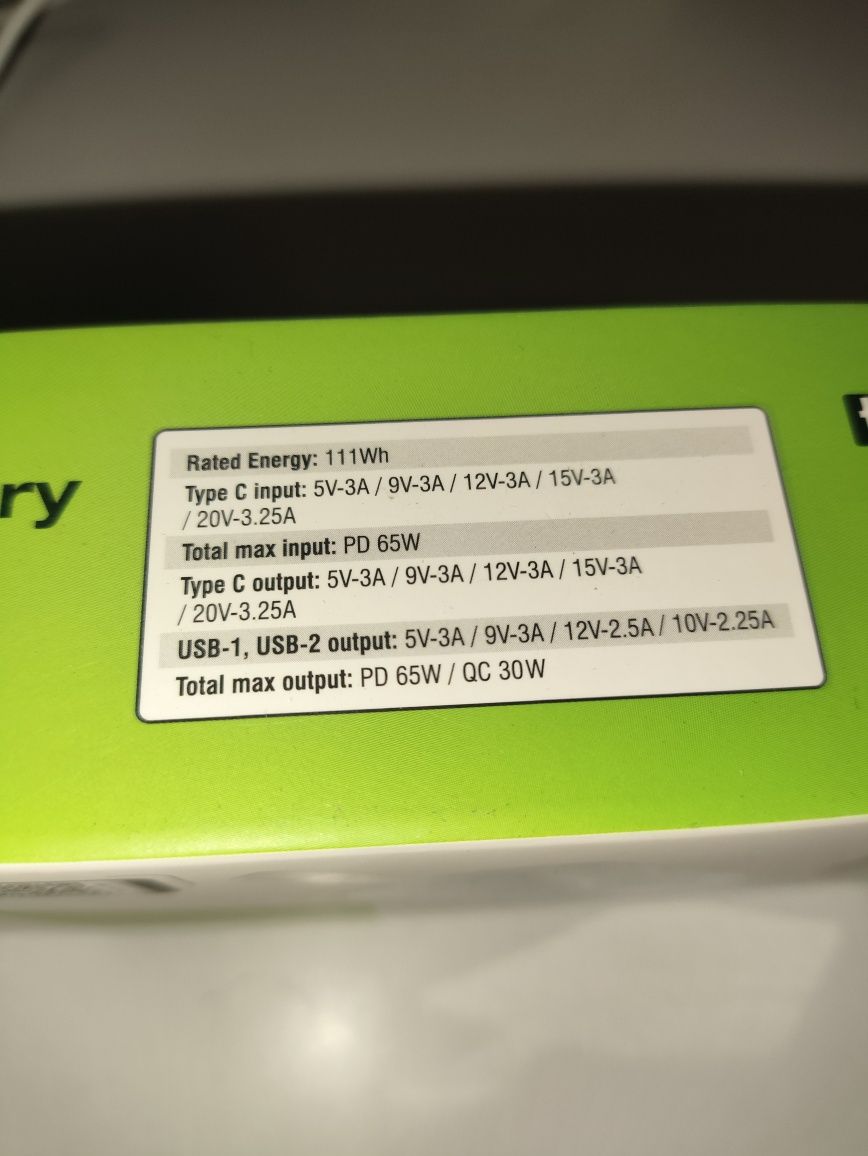 ry
Rated Energy: 111Wh
Type C input: 5V-3A / 9V-3A / 12V-3A / 15V-3A
/ 20V-3.25A
Total max input: PD 65W
Type C output: 5V-3A / 9V-3A / 12V-3A / 15V-3A
/ 20V-3.25A
USB-1, USB-2 output: 5V-3A / 9V-3A / 12V-2.5A / 10V-2.25A
Total max output: PD 65W / QC 30W